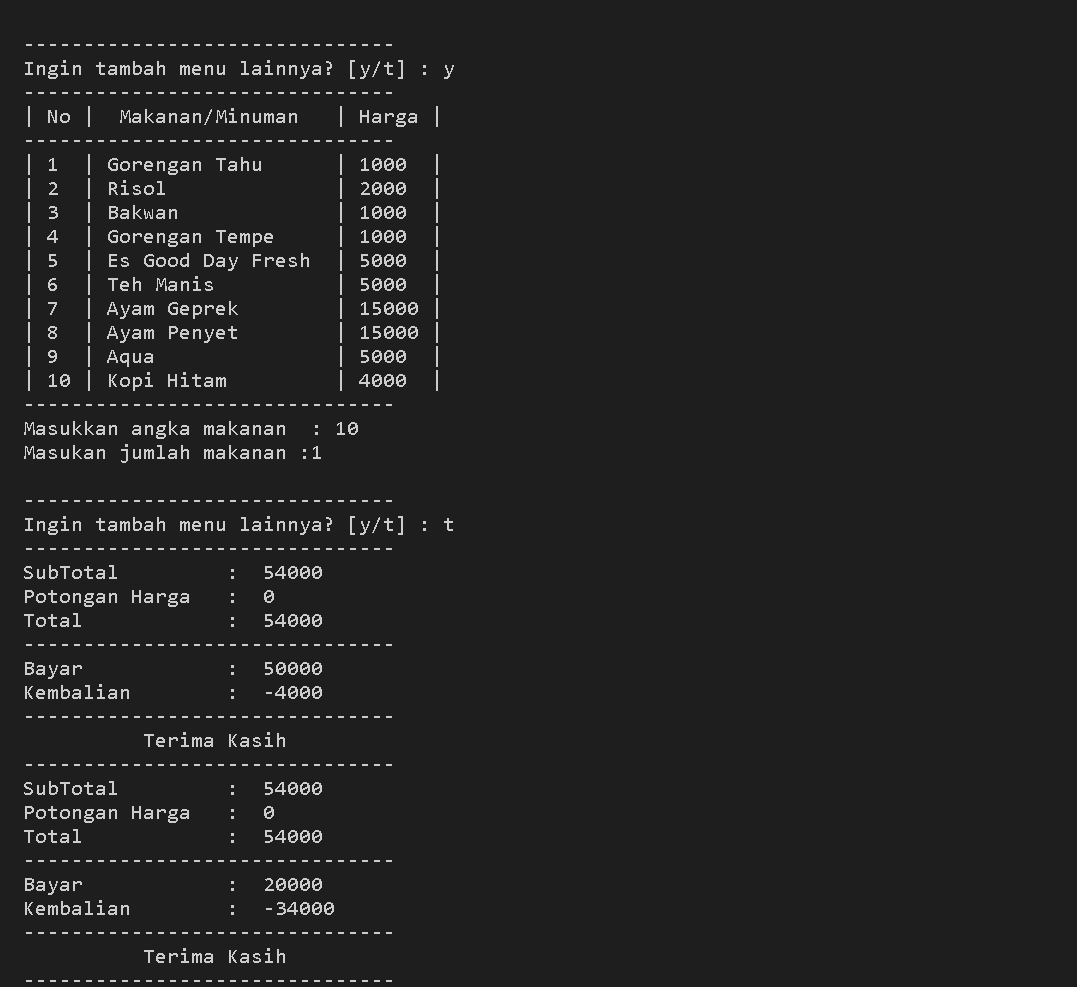 -------------------------------
Ingin tambah menu lainnya? [y/t] : y
-------------------------------
| No |  Makanan/Minuman   | Harga |
-------------------------------
| 1  | Gorengan Tahu      | 1000  |
| 2  | Risol              | 2000  |
| 3  | Bakwan             | 1000  |
| 4  | Gorengan Tempe     | 1000  |
| 5  | Es Good Day Fresh  | 5000  |
| 6  | Teh Manis          | 5000  |
| 7  | Ayam Geprek        | 15000 |
| 8  | Ayam Penyet        | 15000 |
| 9  | Aqua               | 5000  |
| 10 | Kopi Hitam         | 4000  |
-------------------------------
Masukkan angka makanan  : 10
Masukan jumlah makanan :1
-------------------------------
Ingin tambah menu lainnya? [y/t] : t
-------------------------------
SubTotal         :  54000
Potongan Harga   :  0
Total            :  54000
-------------------------------
Bayar            :  50000
Kembalian        :  -4000
-------------------------------
          Terima Kasih
-------------------------------
SubTotal         :  54000
Potongan Harga   :  0
Total            :  54000
-------------------------------
Bayar            :  20000
Kembalian        :  -34000
-------------------------------
          Terima Kasih
-------------------------------